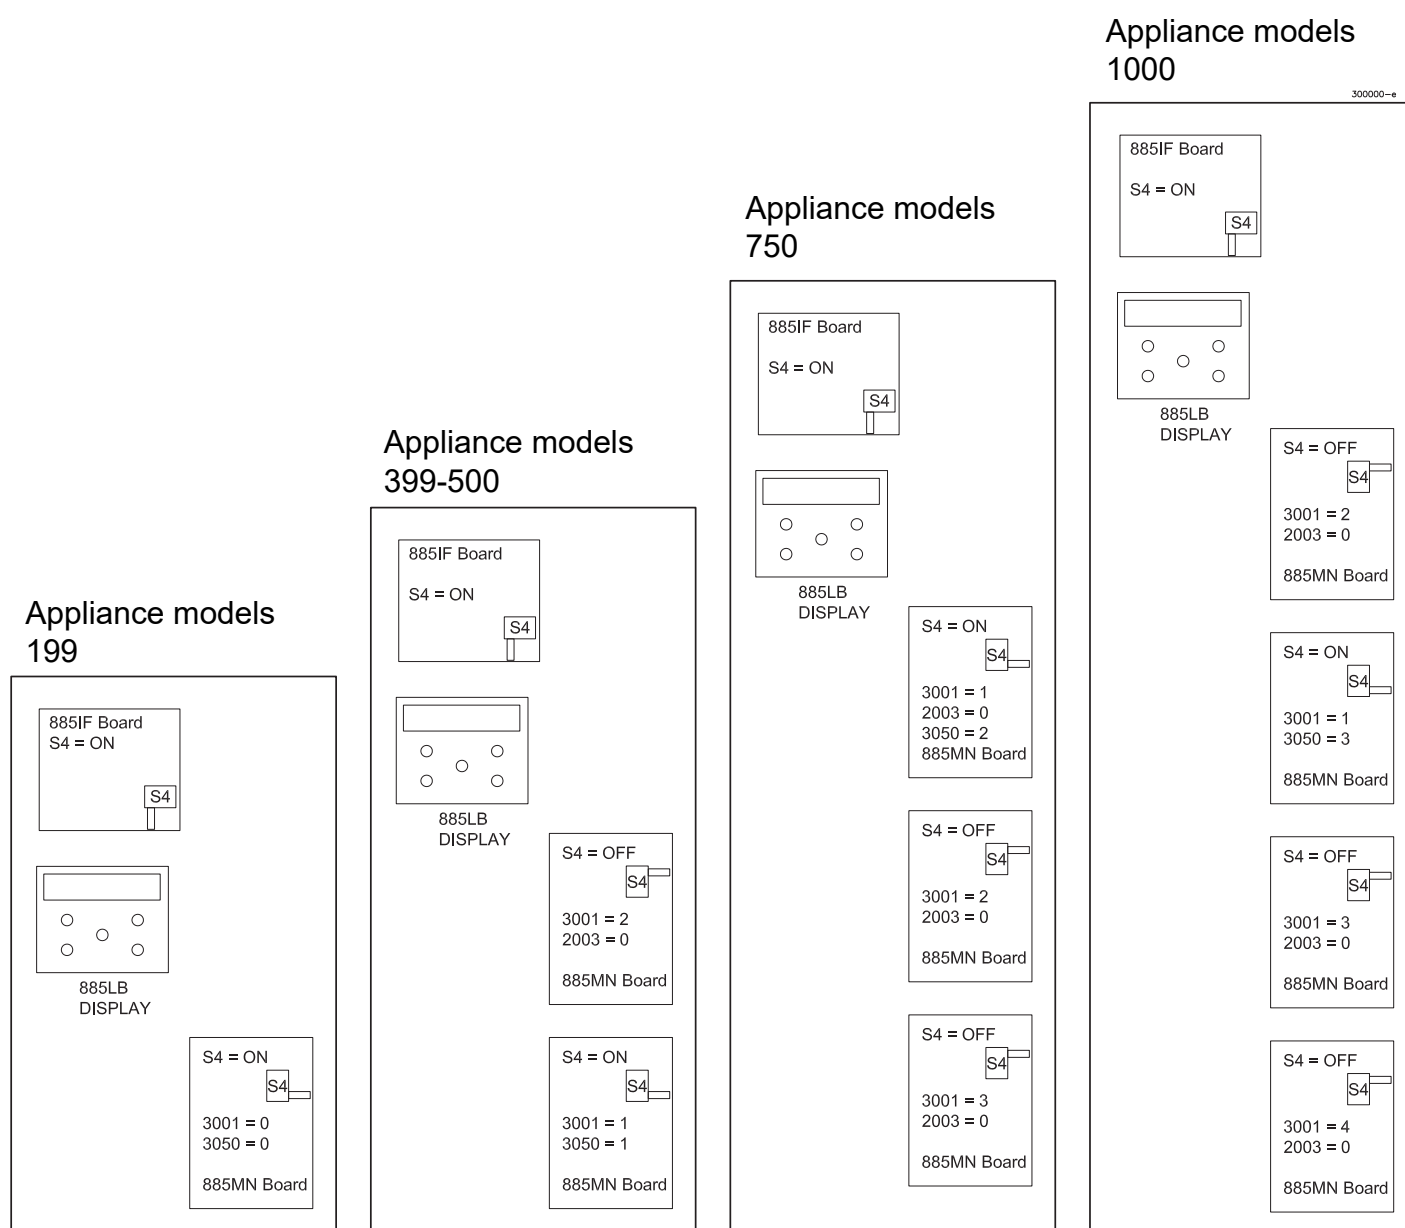 Appliance models
199
885IF Board
S4 = ON
S4
885LB
DISPLAY
S4 = ON
S4
3001 = 0
3050 = 0
885MN Board
Appliance models
399-500
885IF Board
S4 = ON
S4
885LB
DISPLAY
S4 = OFF
S4
3001 = 2
2003 = 0
885MN Board
S4 = ON
S4
3001 = 1
3050 = 1
885MN Board
Appliance models
750
885IF Board
S4 = ON
S4
885LB
DISPLAY
S4 = ON
S4
3001 = 1
2003 = 0
3050 = 2
885MN Board
S4 = OFF
S4
3001 = 2
2003 = 0
885MN Board
S4 = OFF
S4
3001 = 3
2003 = 0
885MN Board
Appliance models
1000
300000-e
885IF Board
S4 = ON
S4
885LB
DISPLAY
S4 = OFF
S4
3001 = 2
2003 = 0
885MN Board
S4 = ON
S4
3001 = 1
3050 = 3
885MN Board
S4 = OFF
S4
3001 = 3
2003 = 0
885MN Board
S4 = OFF
S4
3001 = 4
2003 = 0
885MN Board